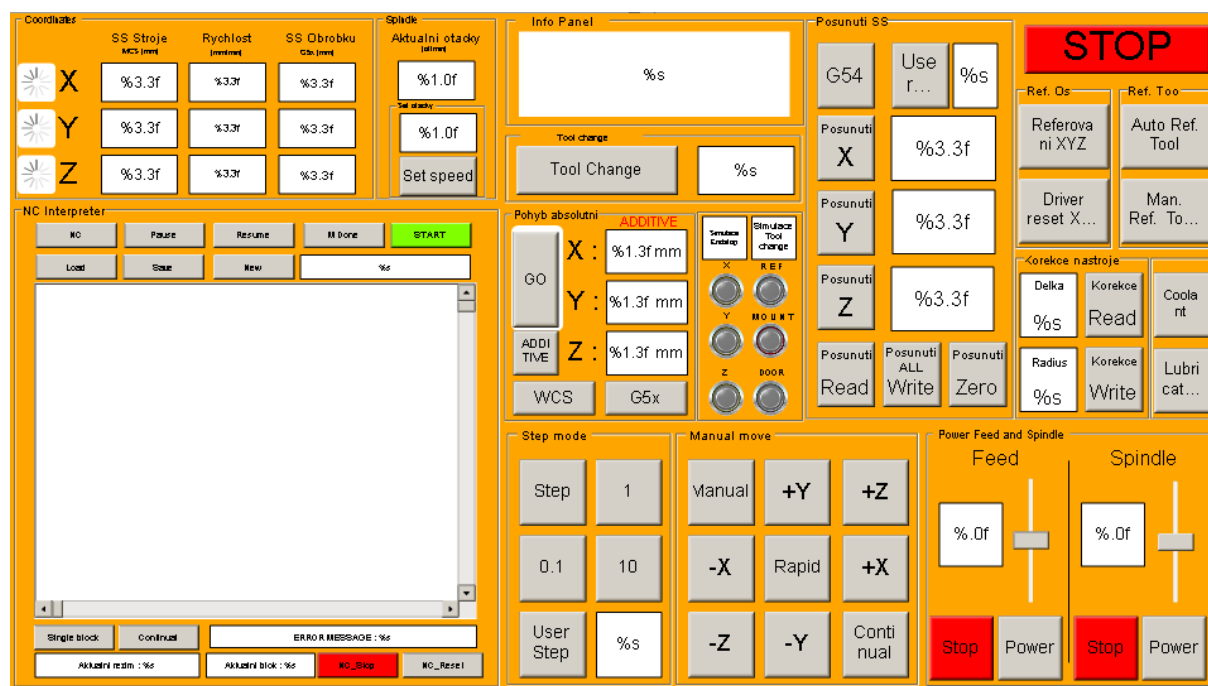 Coordinates
SS Stroje
MCS [mm]
Rychlost
[mm/min]
SS Obrobku
G5x [mm]
X
%3.3f
%3.3f
%3.3f
Y
%3.3f
%3.3f
%3.3f
Z
%3.3f
%3.3f
%3.3f
Spindle
Aktualni otacky
[ot/min]
%1.0f
Set otacky
%1.0f
Set speed
Info Panel
%s
Tool change
Tool Change
%s
Posunuti SS
G54
Use
r...
%s
Posunuti
X
%3.3f
Posunuti
Y
%3.3f
Posunuti
Z
%3.3f
Posunuti
Read
Posunuti
ALL
Write
Posunuti
Zero
STOP
Ref. Os
Referova
ni XYZ
Driver
reset X...
Ref. Too
Auto Ref.
Tool
Man.
Ref. To...
Korekce nastroje
Delka
%s
Korekce
Read
Radius
%s
Korekce
Write
Coola
nt
Lubri
cat...
NC Interpreter
NC
Pause
Resume
M Done
START
Load
Save
New
%s
Single block
Continual
ERROR MESSAGE : %s
Aktualni rezim : %s
Aktualni blok : %s
NC_Stop
NC_Reset
Pohyb absolutni
ADDITIVE
GO
X :
%1.3f mm
Y :
%1.3f mm
ADDI
TIVE
Z :
%1.3f mm
WCS
G5x
Simulace
Endstop
Simulace
Tool
change
X
REF
Y
MOUNT
Z
DOOR
Step mode
Step
1
0.1
10
User
Step
%s
Manual move
Manual
+Y
+Z
-X
Rapid
+X
-Z
-Y
Conti
nual
Power Feed and Spindle
Feed
%.0f
Stop
Power
Spindle
%.0f
Stop
Power